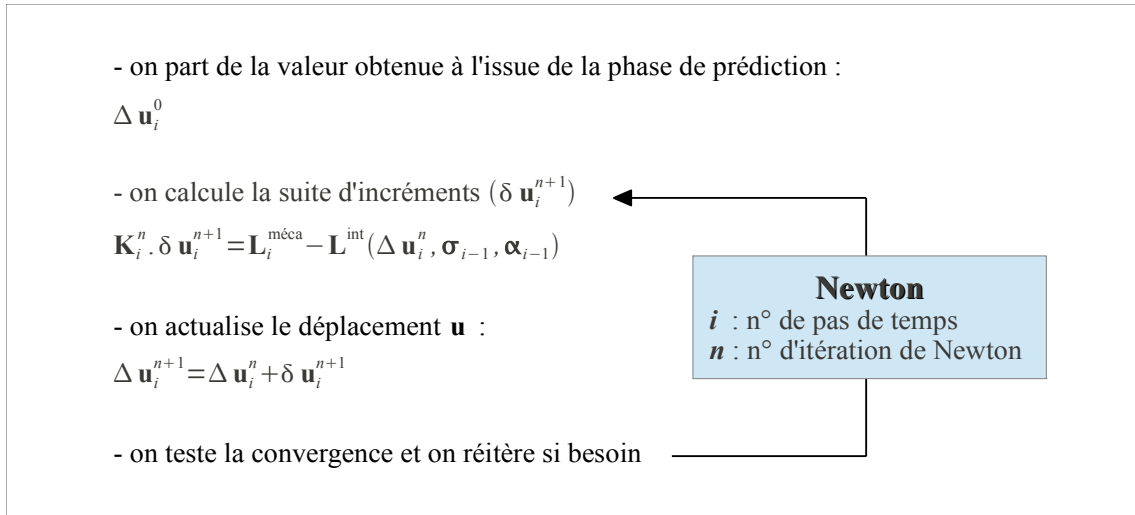 - on part de la valeur obtenue à l'issue de la phase de prédiction :
Δ u_i^0
- on calcule la suite d'incréments (δ u_i^{n+1})
K_i^n . δ u_i^{n+1} = L_i^{méca} − L^{int}(Δ u_i^n , σ_{i−1} , α_{i−1})
- on actualise le déplacement u :
Δ u_i^{n+1} = Δ u_i^n + δ u_i^{n+1}
- on teste la convergence et on réitère si besoin
Newton
i : n° de pas de temps
n : n° d'itération de Newton